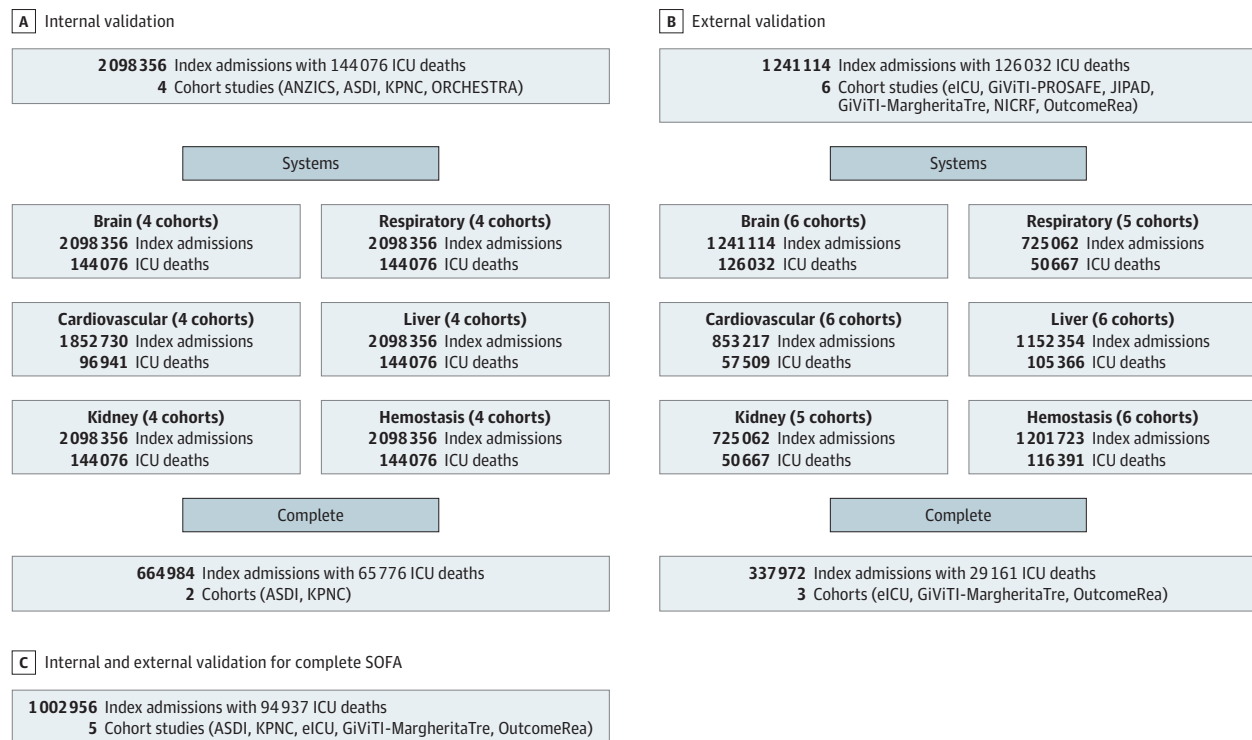 A Internal validation
2098356 Index admissions with 144076 ICU deaths
4 Cohort studies (ANZICS, ASDI, KPNC, ORCHESTRA)
Systems
Brain (4 cohorts)
2098356 Index admissions
144076 ICU deaths
Respiratory (4 cohorts)
2098356 Index admissions
144076 ICU deaths
Cardiovascular (4 cohorts)
1852730 Index admissions
96941 ICU deaths
Liver (4 cohorts)
2098356 Index admissions
144076 ICU deaths
Kidney (4 cohorts)
2098356 Index admissions
144076 ICU deaths
Hemostasis (4 cohorts)
2098356 Index admissions
144076 ICU deaths
Complete
664984 Index admissions with 65776 ICU deaths
2 Cohorts (ASDI, KPNC)
B External validation
1241114 Index admissions with 126032 ICU deaths
6 Cohort studies (eICU, GiViTI-PROSAFE, JIPAD,
GiViTI-MargheritaTre, NICRF, OutcomeRea)
Systems
Brain (6 cohorts)
1241114 Index admissions
126032 ICU deaths
Respiratory (5 cohorts)
725062 Index admissions
50667 ICU deaths
Cardiovascular (6 cohorts)
853217 Index admissions
57509 ICU deaths
Liver (6 cohorts)
1152354 Index admissions
105366 ICU deaths
Kidney (5 cohorts)
725062 Index admissions
50667 ICU deaths
Hemostasis (6 cohorts)
1201723 Index admissions
116391 ICU deaths
Complete
337972 Index admissions with 29161 ICU deaths
3 Cohorts (eICU, GiViTI-MargheritaTre, OutcomeRea)
C Internal and external validation for complete SOFA
1002956 Index admissions with 94937 ICU deaths
5 Cohort studies (ASDI, KPNC, eICU, GiViTI-MargheritaTre, OutcomeRea)